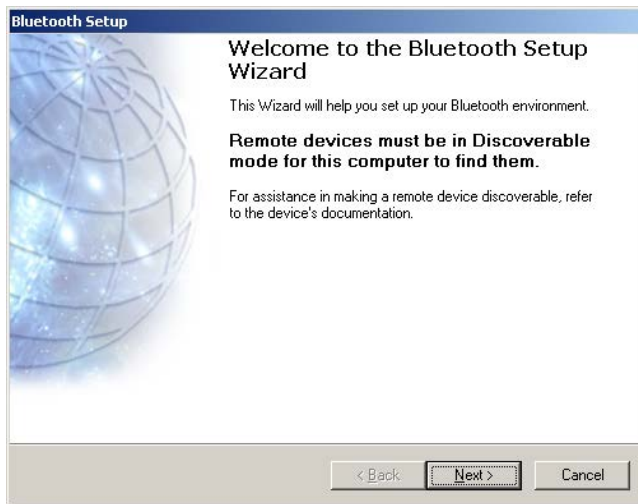 Bluetooth Setup
Welcome to the Bluetooth Setup
Wizard
This Wizard will help you set up your Bluetooth environment.
Remote devices must be in Discoverable
mode for this computer to find them.
For assistance in making a remote device discoverable, refer
to the device's documentation.
< Back
Next >
Cancel